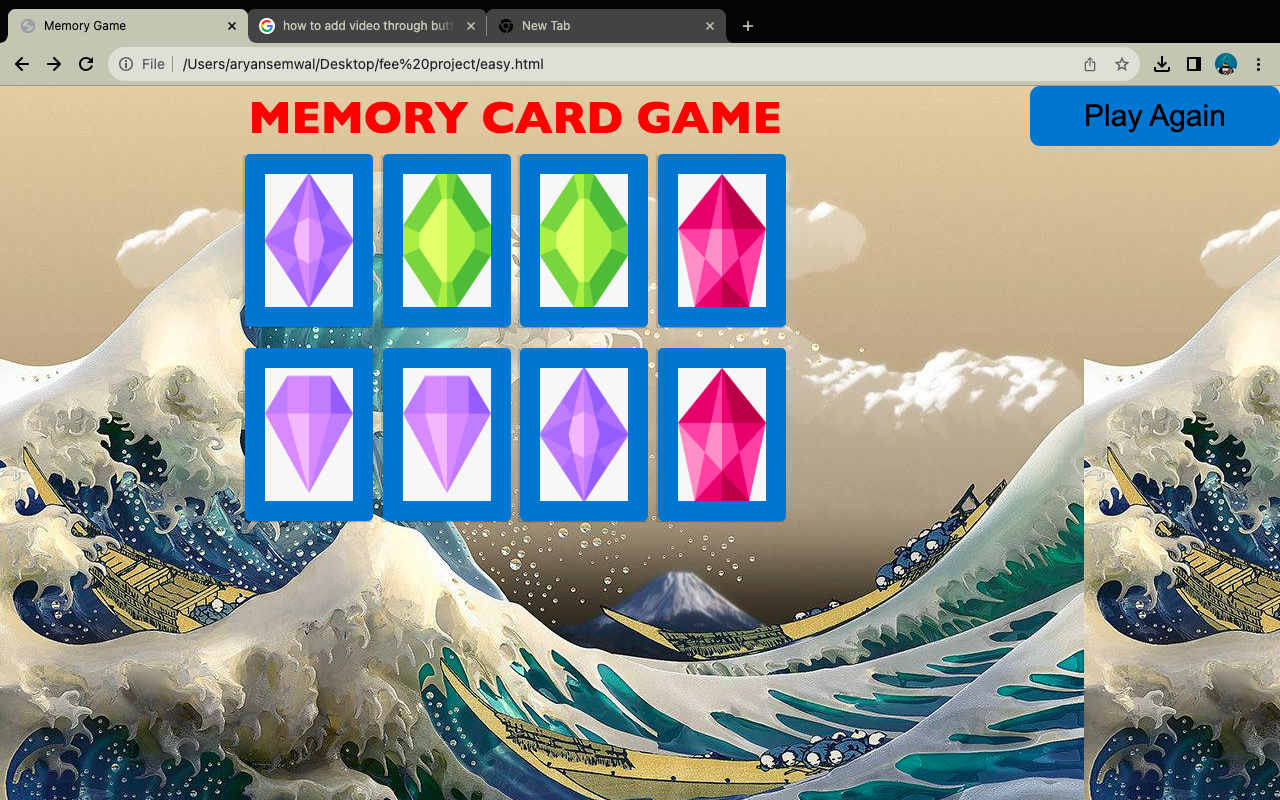 Memory Game
how to add video through butt
New Tab
File
/Users/aryansemwal/Desktop/fee%20project/easy.html
MEMORY CARD GAME
Play Again